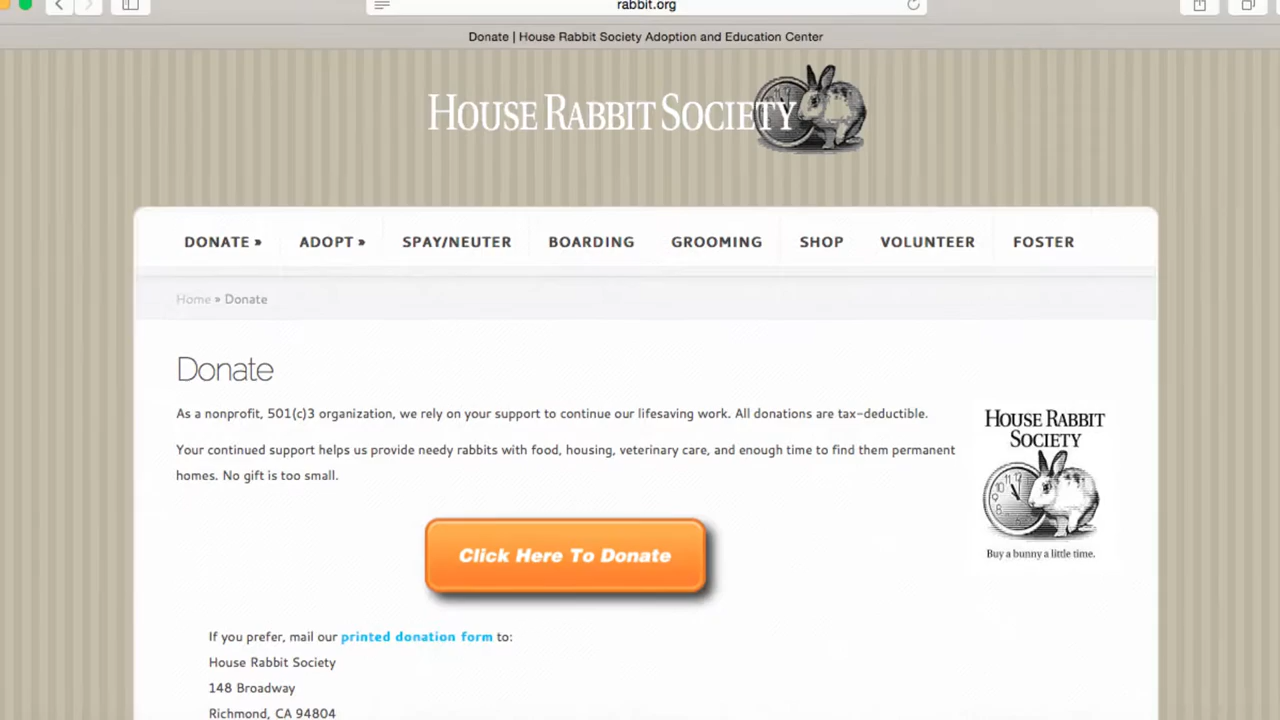 rabbit.org
Donate | House Rabbit Society Adoption and Education Center
HOUSE RABBIT SOCIETY
DONATE » ADOPT » SPAY/NEUTER BOARDING GROOMING SHOP VOLUNTEER FOSTER
Home » Donate
Donate
As a nonprofit, 501(c)3 organization, we rely on your support to continue our lifesaving work. All donations are tax-deductible.
Your continued support helps us provide needy rabbits with food, housing, veterinary care, and enough time to find them permanent
homes. No gift is too small.
HOUSE RABBIT
SOCIETY
Buy a bunny a little time.
Click Here To Donate
If you prefer, mail our printed donation form to:
House Rabbit Society
148 Broadway
Richmond, CA 94804